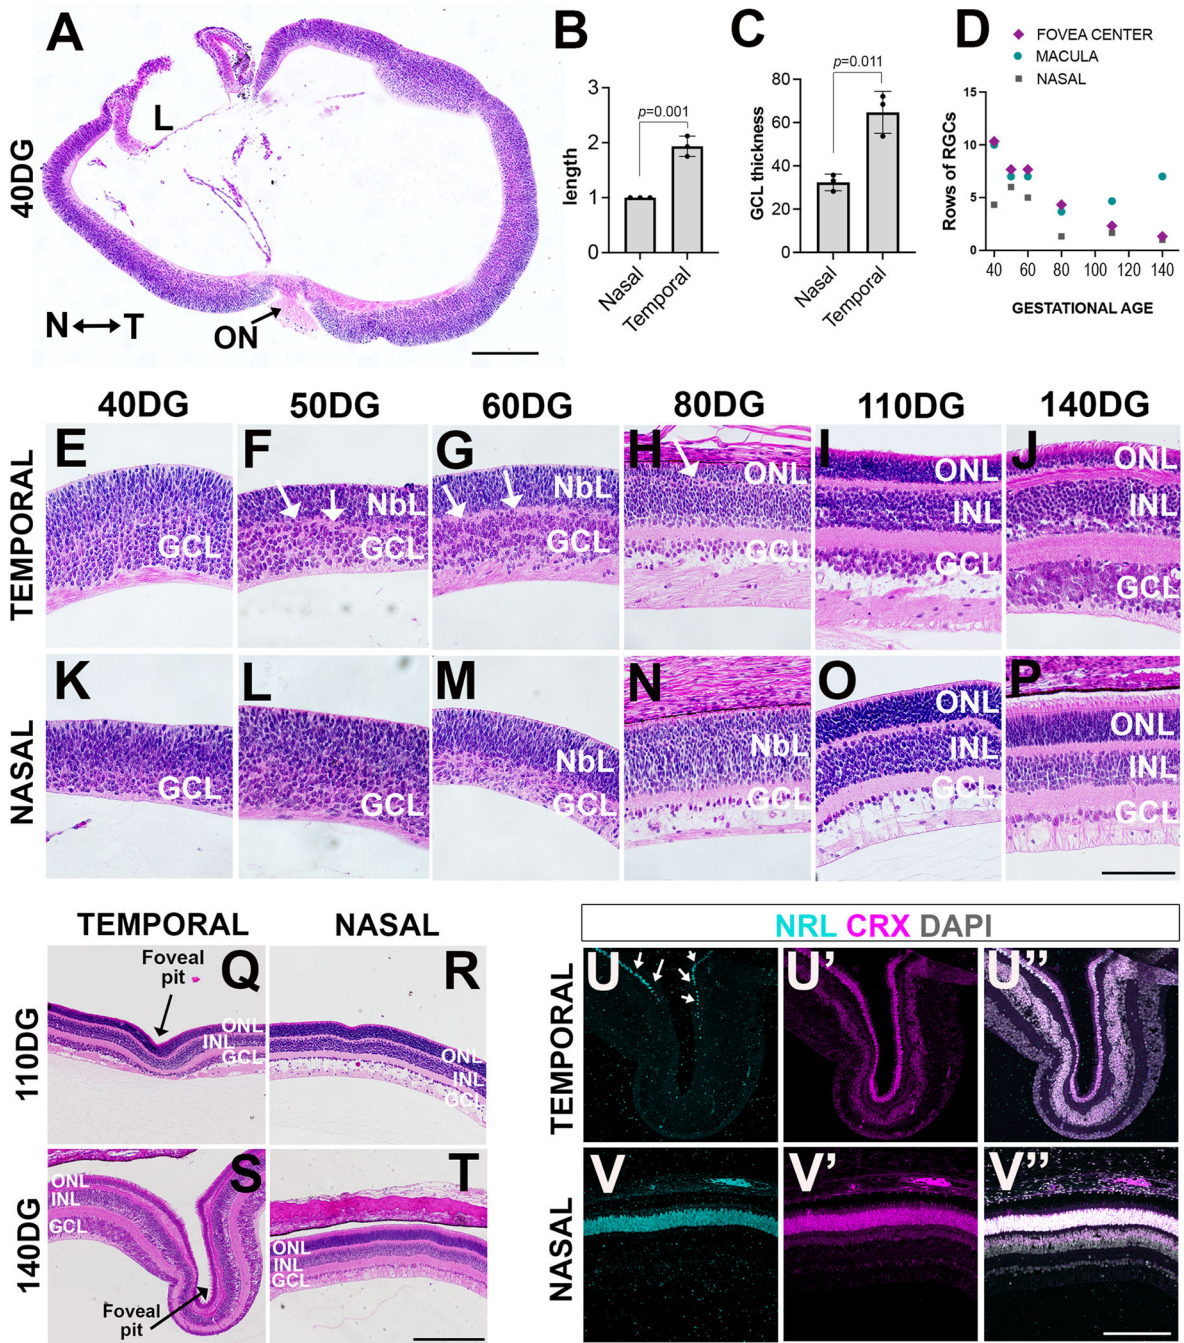 A
40DG
L
N
T
ON
B
length
3
2
1
0
p=0.001
Nasal
Temporal
C
GCL thickness
80
60
40
20
0
p=0.011
Nasal
Temporal
D
FOVEA CENTER
MACULA
NASAL
Rows of RGCs
15
10
5
0
40 60 80 100 120 140
GESTATIONAL AGE
40DG 50DG 60DG 80DG 110DG 140DG
TEMPORAL
E
GCL
F
NbL
GCL
G
NbL
GCL
H
ONL
I
ONL
INL
GCL
J
ONL
INL
GCL
NASAL
K
GCL
L
GCL
M
NbL
GCL
N
NbL
GCL
O
ONL
INL
GCL
P
ONL
INL
GCL
TEMPORAL NASAL
110DG
Q
Foveal
pit
ONL
INL
GCL
R
ONL
INL
GCL
140DG
S
ONL
INL
GCL
Foveal
pit
T
ONL
INL
GCL
NRL CRX DAPI
TEMPORAL
U U' U''
NASAL
V V' V''